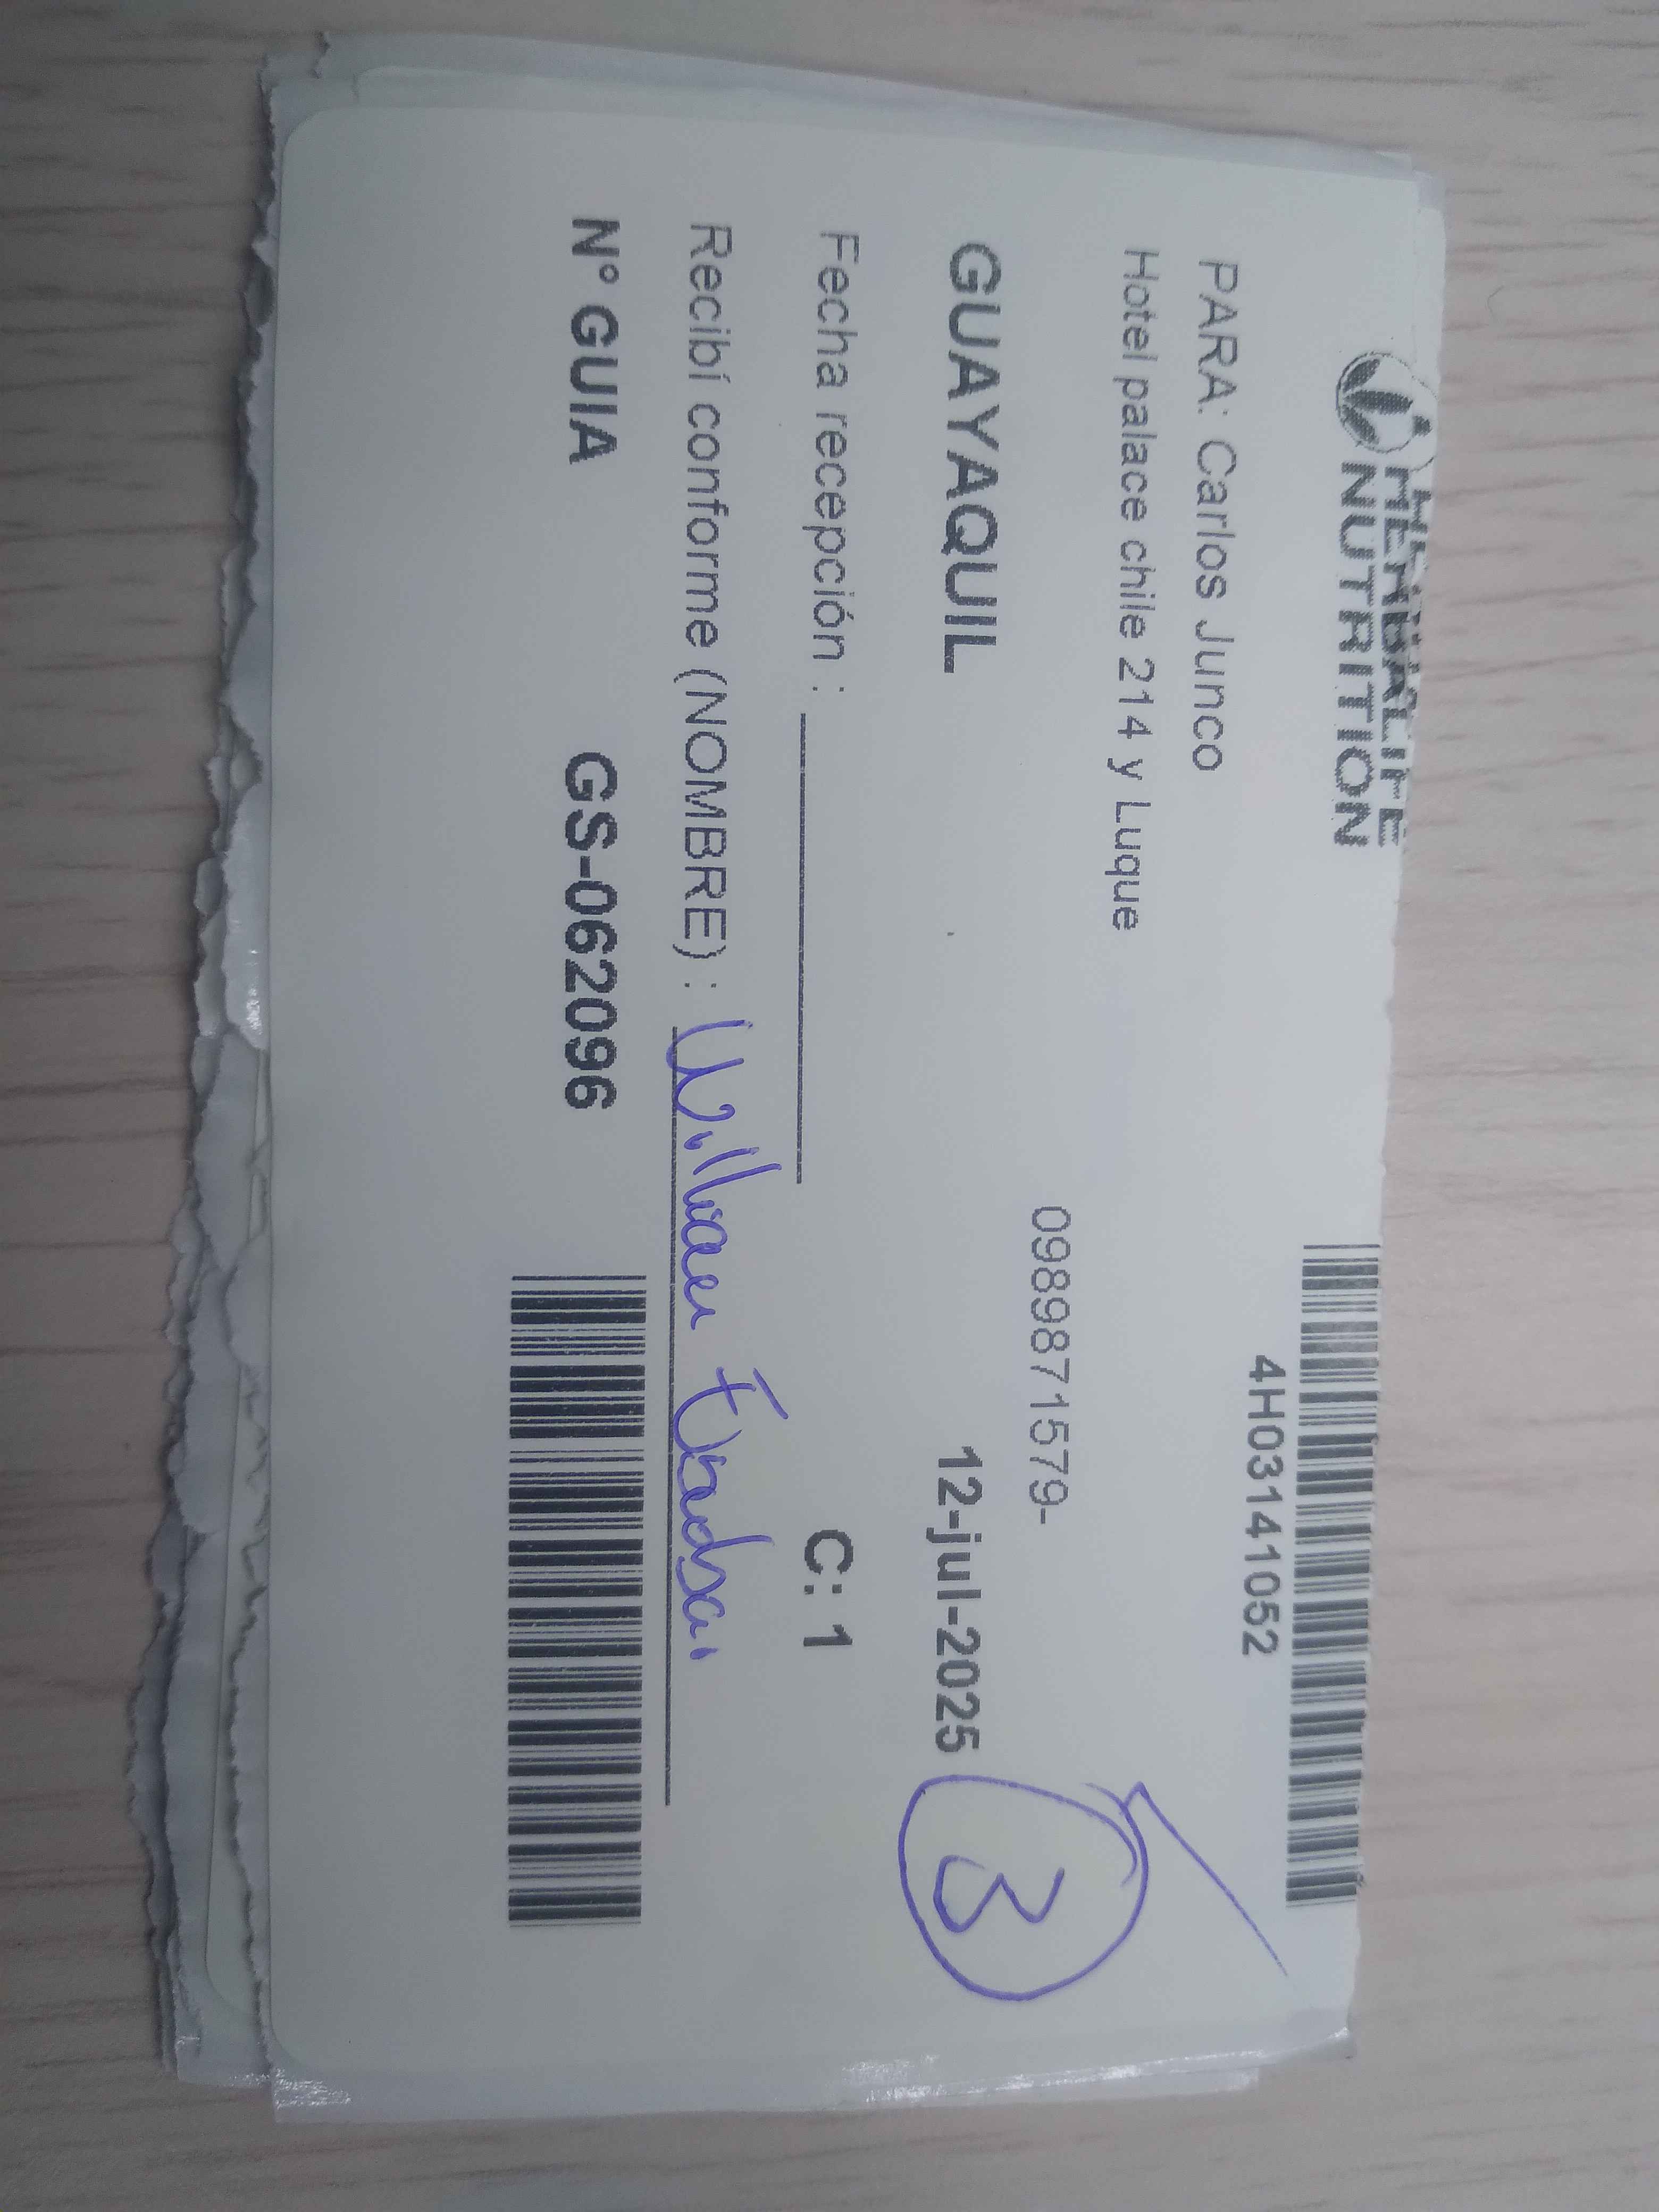 HERBALIFE
NUTRITION
4H03141052
PARA: Carlos Junco
Hotel palace chile 214 y Luque
0989871579-
GUAYAQUIL 12-jul-2025
3
Fecha recepción : C: 1
Recibí conforme (NOMBRE) :
N° GUIA GS-062096